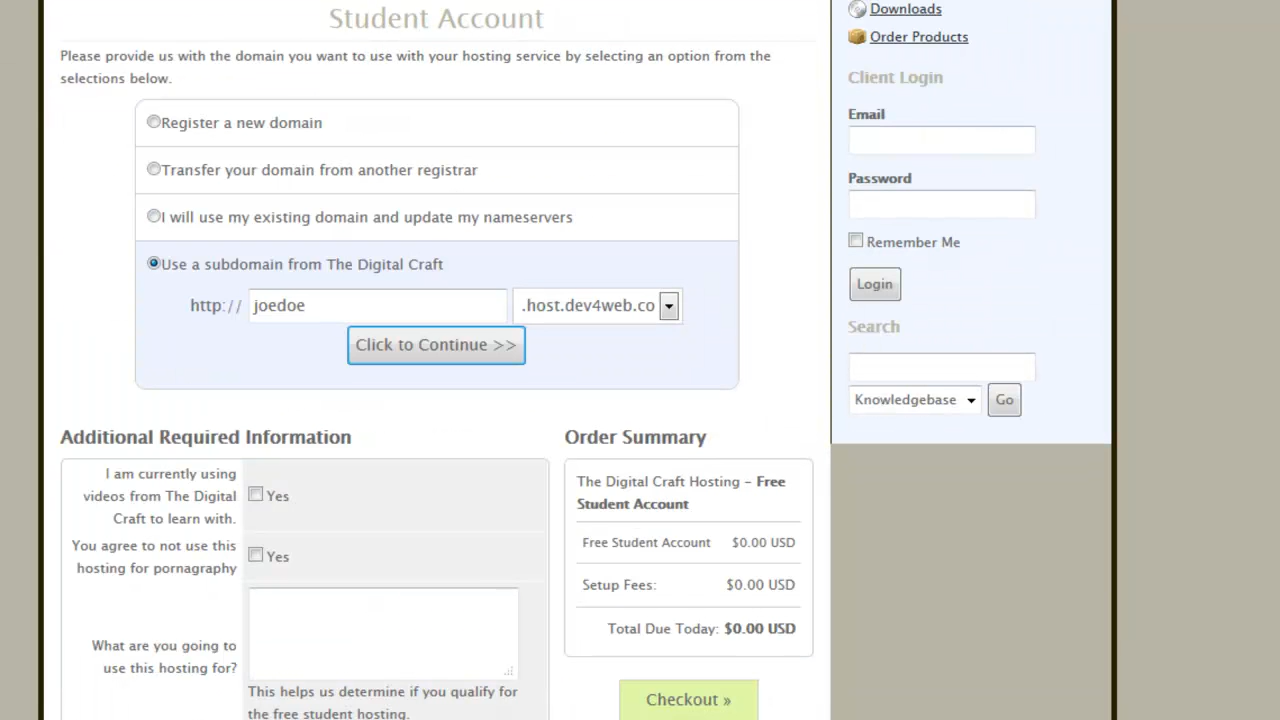 Student Account
Please provide us with the domain you want to use with your hosting service by selecting an option from the
selections below.
Register a new domain
Transfer your domain from another registrar
I will use my existing domain and update my nameservers
Use a subdomain from The Digital Craft
http:// joedoe .host.dev4web.co
Click to Continue >>
Additional Required Information
I am currently using
videos from The Digital
Craft to learn with.
Yes
You agree to not use this
hosting for pornagraphy
Yes
What are you going to
use this hosting for?
This helps us determine if you qualify for
the free student hosting.
Order Summary
The Digital Craft Hosting - Free
Student Account
Free Student Account $0.00 USD
Setup Fees: $0.00 USD
Total Due Today: $0.00 USD
Checkout »
Downloads
Order Products
Client Login
Email
Password
Remember Me
Login
Search
Knowledgebase
Go